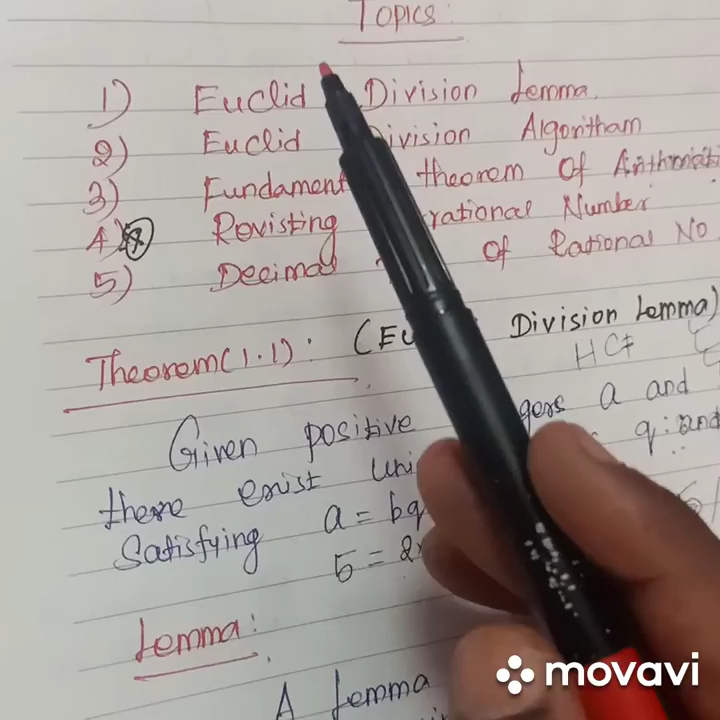 Topics:
1) Euclid Division Lemma.
2) Euclid Division Algoritham
3) Fundament theorem Of
4) Revisting rational Number
5) Decimal Of Rational No
Theorem(1.1): (Eu Division Lemma)
HCF
Given positive gers a and
there exist uni q and
Satisfying a = bq
5 = 2×
Lemma:
A Lemma
movavi